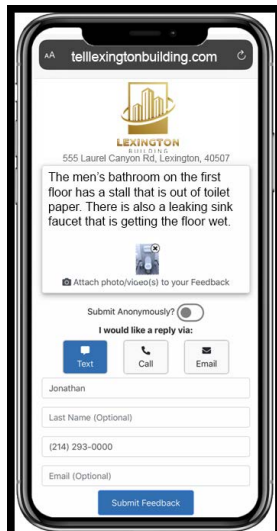 AA telllexingtonbuilding.com
LEXINGTON
BUILDING
555 Laurel Canyon Rd, Lexington, 40507
The men's bathroom on the first
floor has a stall that is out of toilet
paper. There is also a leaking sink
faucet that is getting the floor wet.
Attach photo/video(s) to your Feedback
Submit Anonymously?
I would like a reply via:
Text Call Email
Jonathan
Last Name (Optional)
(214) 293-0000
Email (Optional)
Submit Feedback